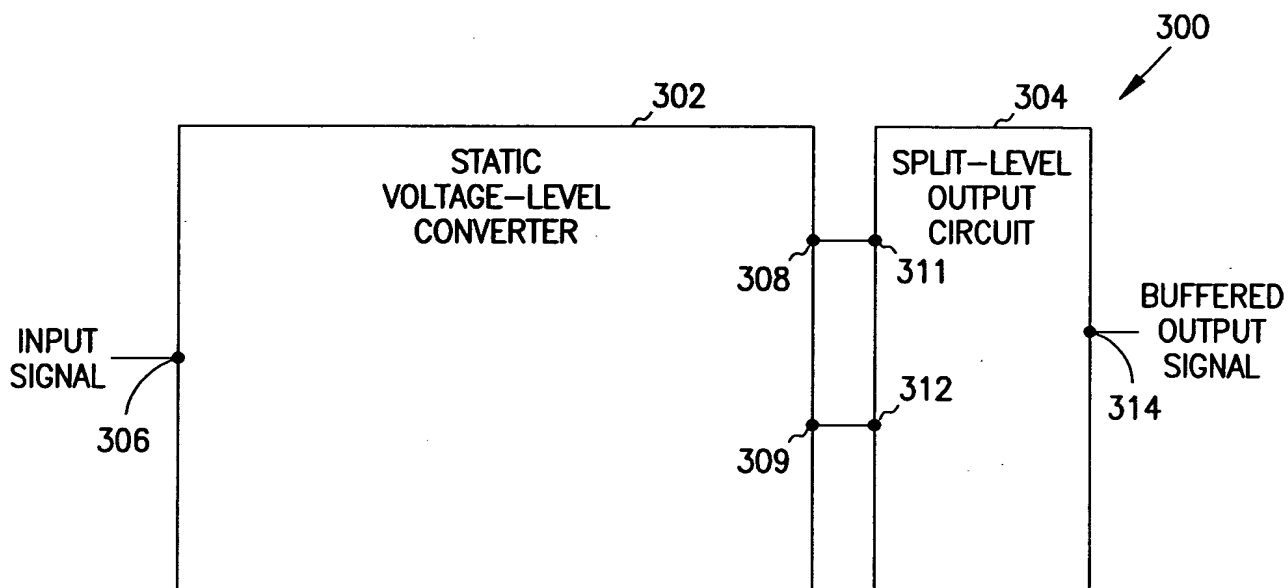 300
302
304
STATIC
VOLTAGE-LEVEL
CONVERTER
SPLIT-LEVEL
OUTPUT
CIRCUIT
308
311
INPUT
SIGNAL
BUFFERED
OUTPUT
SIGNAL
306
309
312
314